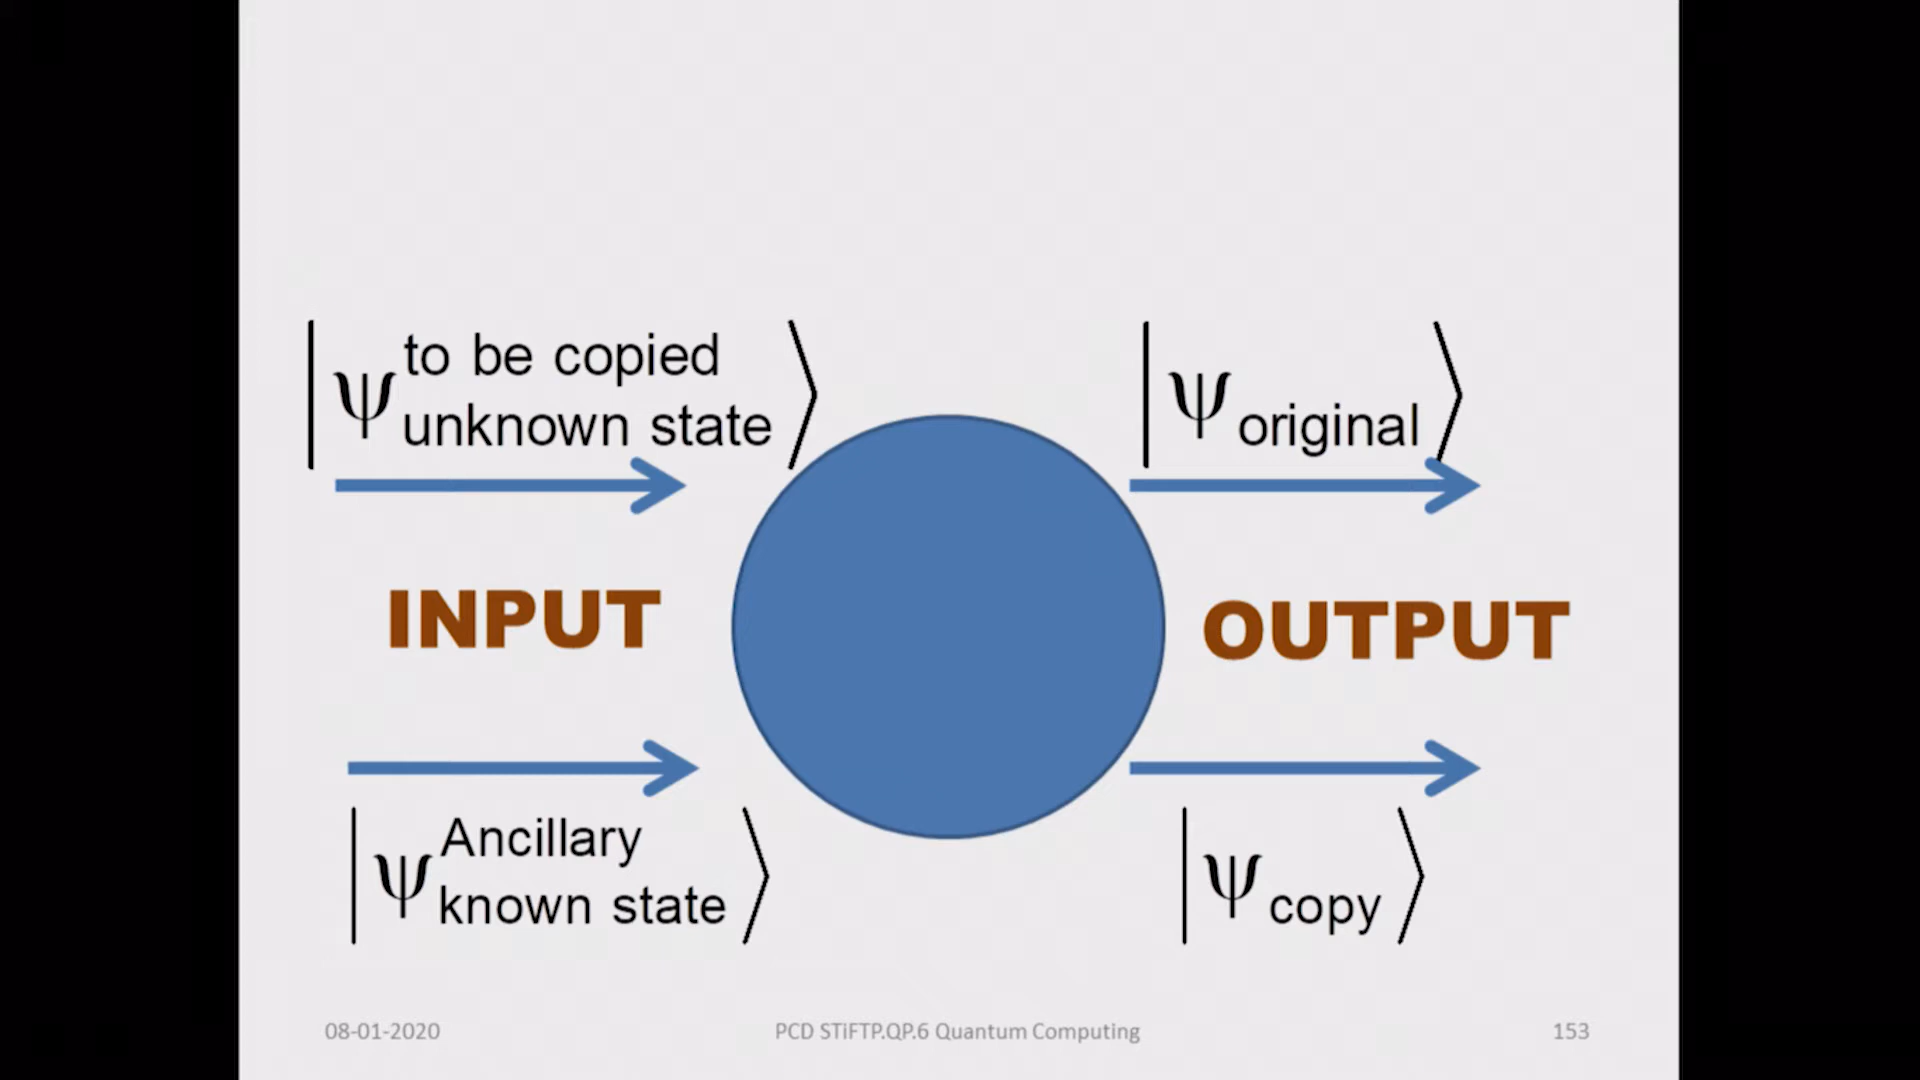 |ψ to be copied unknown state⟩
|ψ original⟩
INPUT
OUTPUT
|ψ Ancillary known state⟩
|ψ copy⟩
08-01-2020
PCD STiFTP.QP.6 Quantum Computing
153